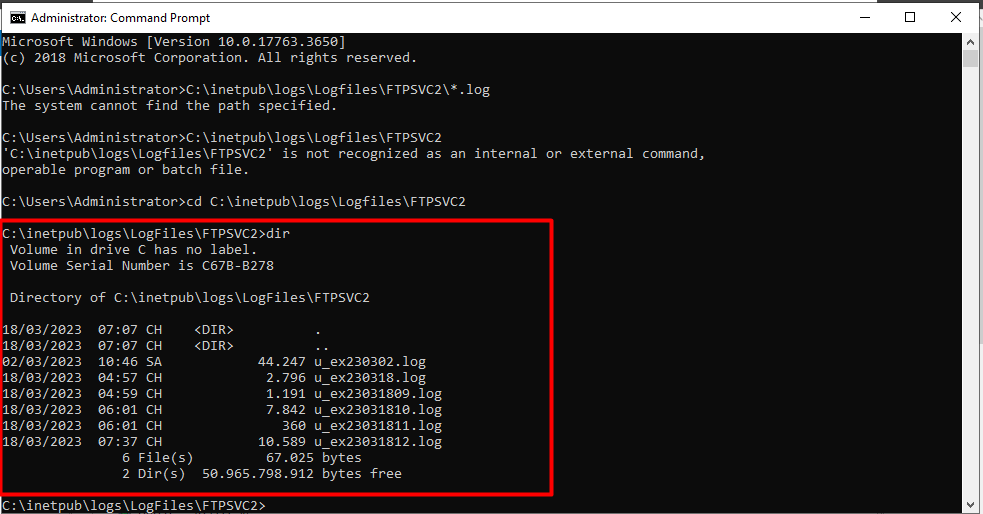 Administrator: Command Prompt
Microsoft Windows [Version 10.0.17763.3650]
(c) 2018 Microsoft Corporation. All rights reserved.
C:\Users\Administrator>C:\inetpub\logs\Logfiles\FTPSVC2\*.log
The system cannot find the path specified.
C:\Users\Administrator>C:\inetpub\logs\Logfiles\FTPSVC2
'C:\inetpub\logs\Logfiles\FTPSVC2' is not recognized as an internal or external command,
operable program or batch file.
C:\Users\Administrator>cd C:\inetpub\logs\Logfiles\FTPSVC2
C:\inetpub\logs\LogFiles\FTPSVC2>dir
Volume in drive C has no label.
Volume Serial Number is C67B-B278
Directory of C:\inetpub\logs\LogFiles\FTPSVC2
18/03/2023  07:07 CH    <DIR>          .
18/03/2023  07:07 CH    <DIR>          ..
02/03/2023  10:46 SA            44.247 u_ex230302.log
18/03/2023  04:57 CH             2.796 u_ex230318.log
18/03/2023  04:59 CH             1.191 u_ex23031809.log
18/03/2023  06:01 CH             7.842 u_ex23031810.log
18/03/2023  06:01 CH               360 u_ex23031811.log
18/03/2023  07:37 CH            10.589 u_ex23031812.log
6 File(s)         67.025 bytes
2 Dir(s)  50.965.798.912 bytes free
C:\inetpub\logs\LogFiles\FTPSVC2>